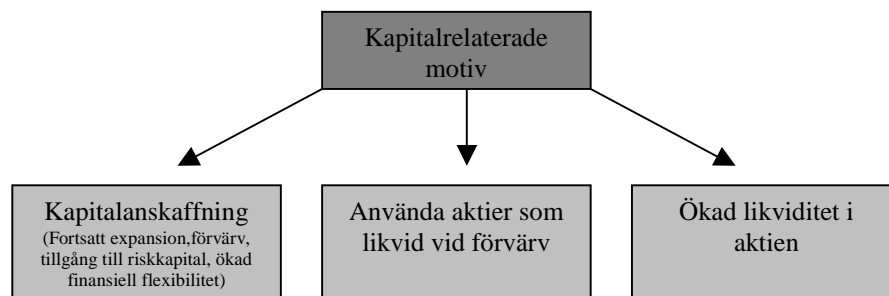 Kapitalrelaterade
motiv
Kapitalanskaffning
(Fortsatt expansion,förvärv,
tillgång till riskkapital, ökad
finansiell flexibilitet)
Använda aktier som
likvid vid förvärv
Ökad likviditet i
aktien